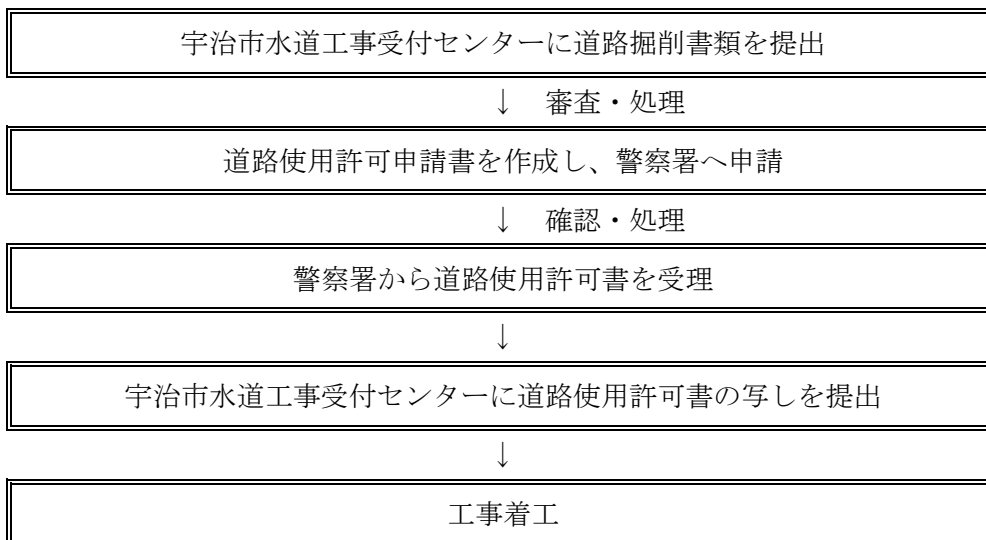 宇治市水道工事受付センターに道路掘削書類を提出
↓ 審査・処理
道路使用許可申請書を作成し、警察署へ申請
↓ 確認・処理
警察署から道路使用許可書を受理
↓
宇治市水道工事受付センターに道路使用許可書の写しを提出
↓
工事着工